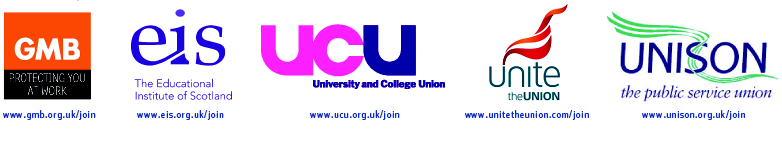 GMB
PROTECTING YOU
AT WORK
www.gmb.org.uk/join
eis
The Educational
Institute of Scotland
www.eis.org.uk/join
ucu
University and College Union
www.ucu.org.uk/join
unite
theUNION
www.unitetheunion.com/join
UNISON
the public service union
www.unison.org.uk/join